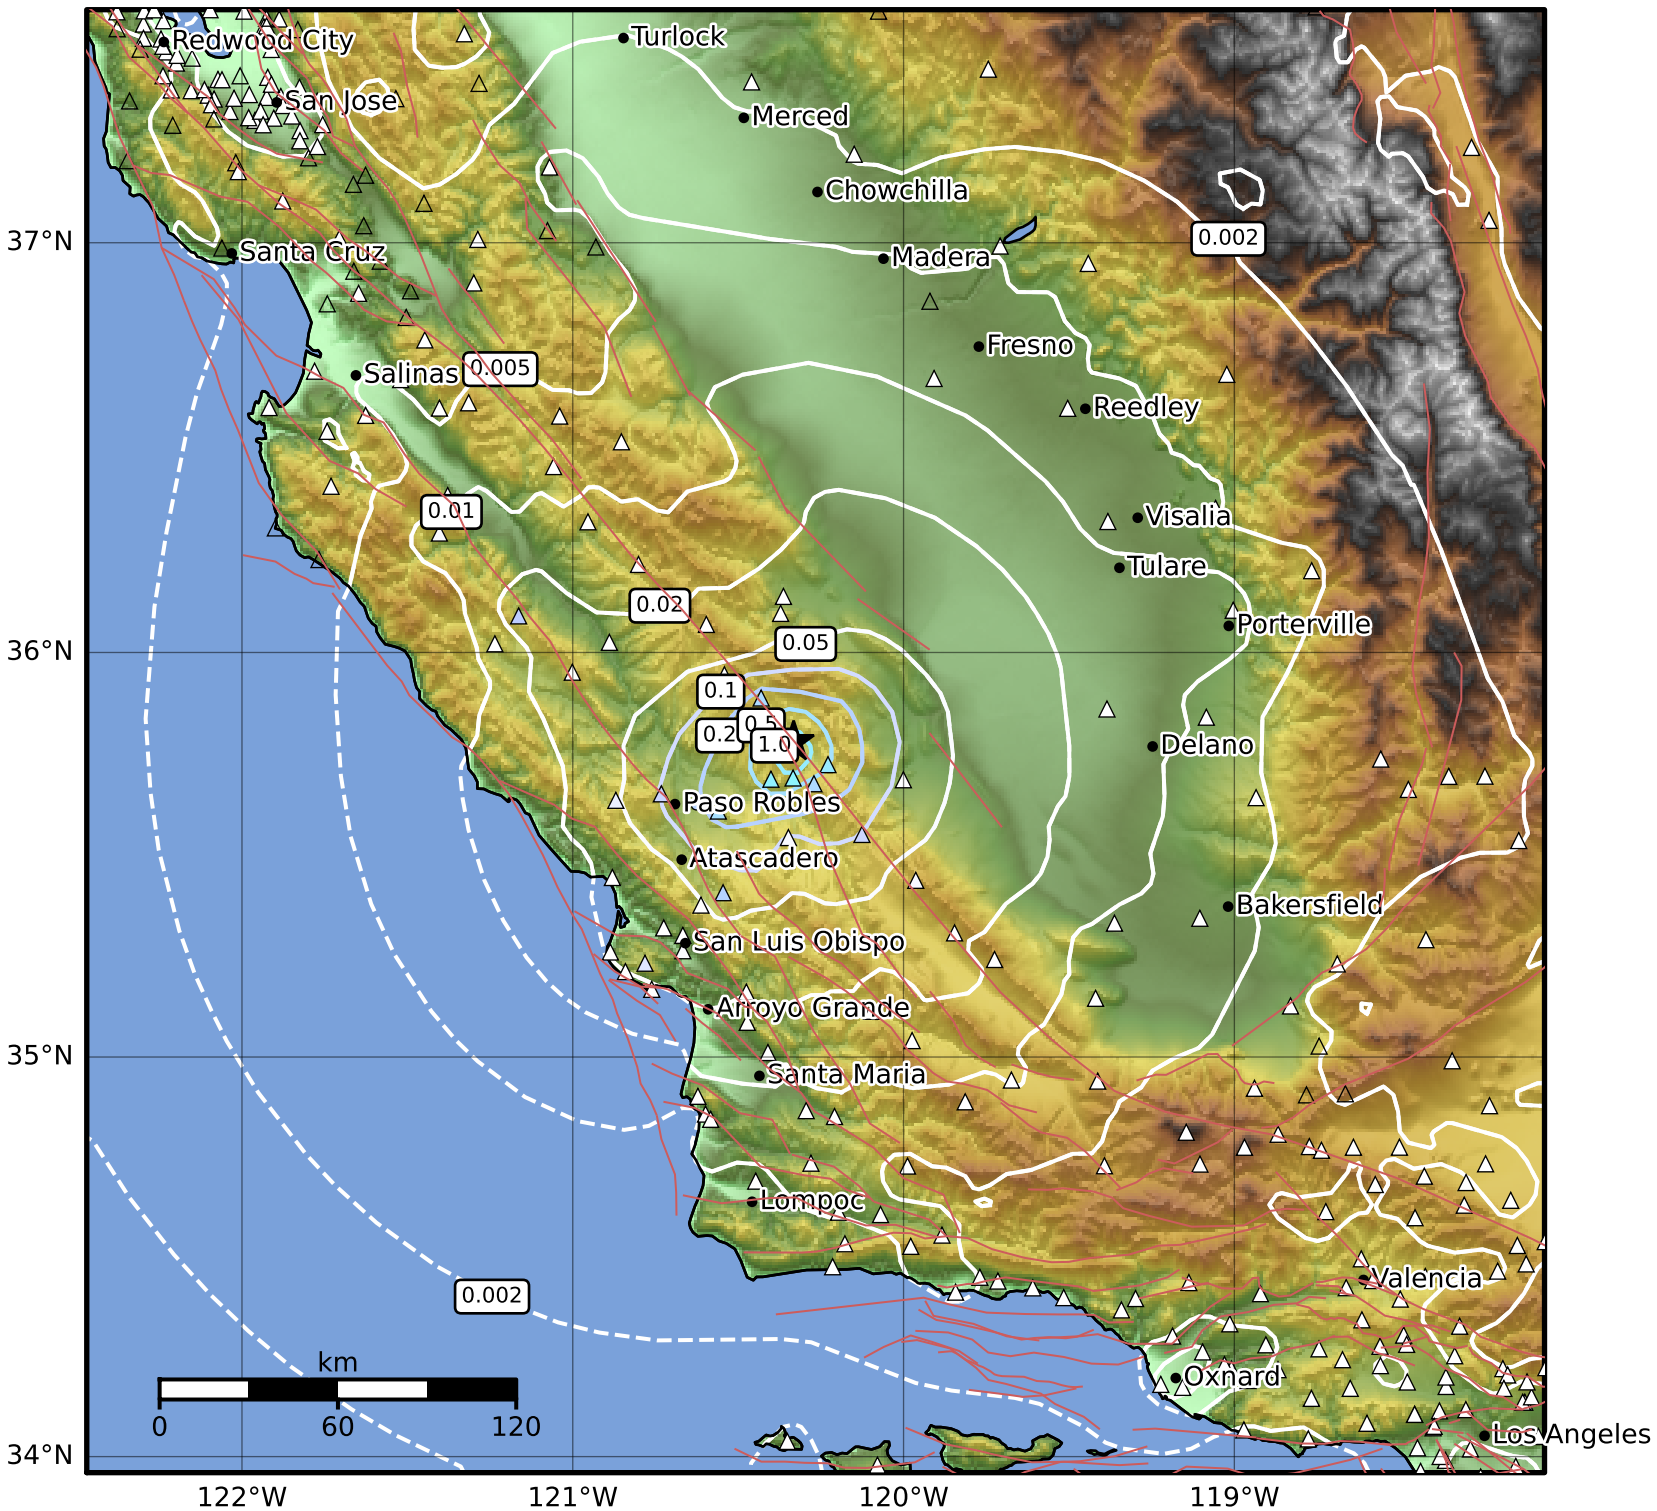 Redwood City
Turlock
San Jose
Merced
Chowchilla
37°N
0.002
Santa Cruz
Madera
Fresno
0.005
Salinas
Reedley
0.01
Visalia
Tulare
0.02
Porterville
0.05
36°N
0.1
0.5
0.2
1.0
Delano
Paso Robles
Atascadero
Bakersfield
San Luis Obispo
Arroyo Grande
35°N
Santa Maria
Lompoc
0.002
Valencia
km
Oxnard
0 60 120
Los Angeles
34°N
122°W 121°W 120°W 119°W